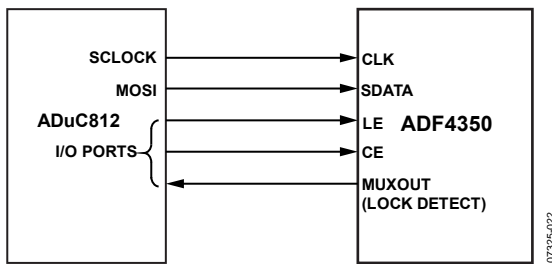 SCLOCK
MOSI
ADuC812
I/O PORTS
CLK
SDATA
LE
ADF4350
CE
MUXOUT
(LOCK DETECT)
07325-022